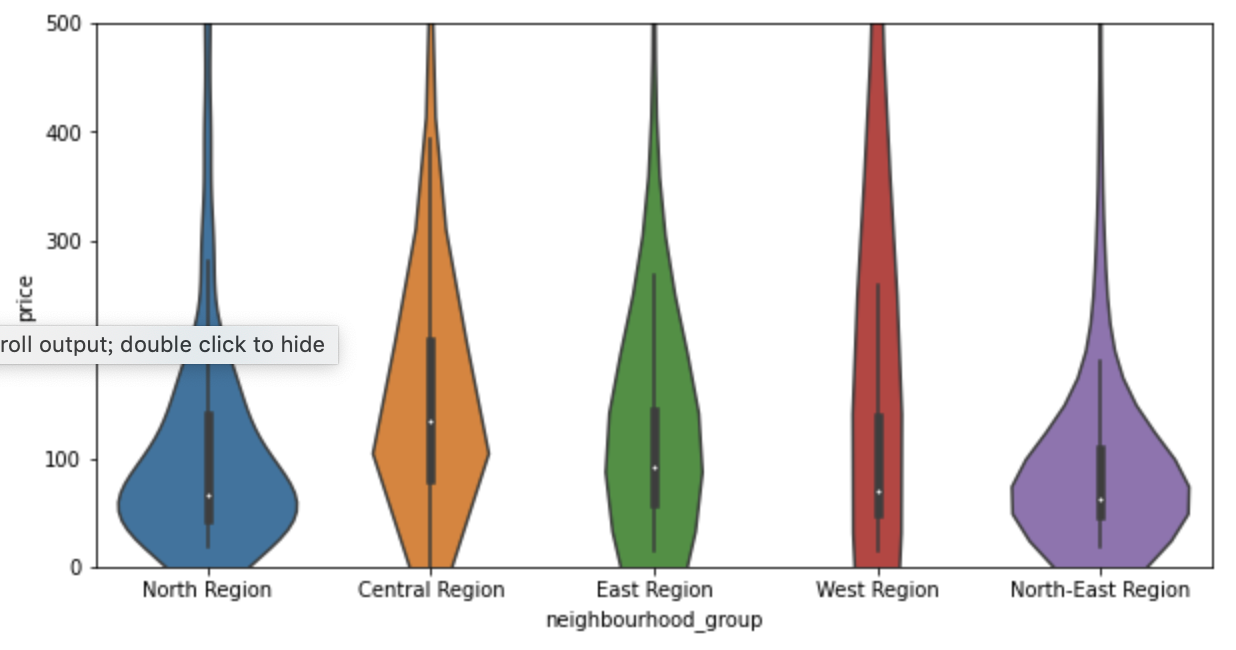 500
400
300
100
0
price
roll output; double click to hide
North Region
Central Region
East Region
West Region
North-East Region
neighbourhood_group